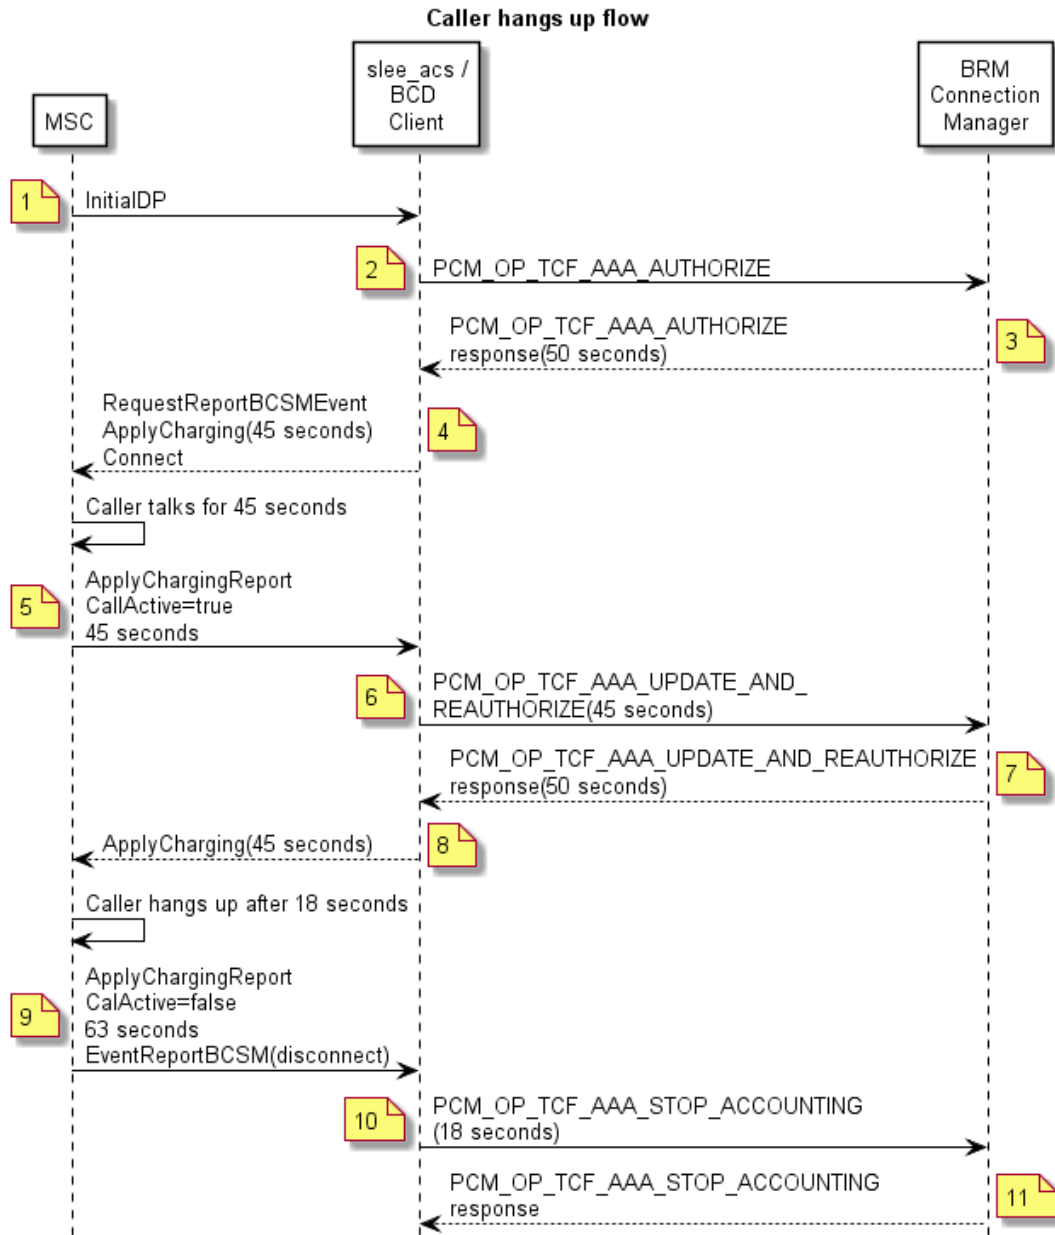 Caller hangs up flow
MSC
slee_acs /
BCD
Client
BRM
Connection
Manager
1
InitialDP
2
PCM_OP_TCF_AAA_AUTHORIZE
PCM_OP_TCF_AAA_AUTHORIZE
response(50 seconds)
3
RequestReportBCSMEvent
ApplyCharging(45 seconds)
Connect
4
Caller talks for 45 seconds
5
ApplyChargingReport
CallActive=true
45 seconds
6
PCM_OP_TCF_AAA_UPDATE_AND_
REAUTHORIZE(45 seconds)
PCM_OP_TCF_AAA_UPDATE_AND_REAUTHORIZE
response(50 seconds)
7
ApplyCharging(45 seconds)
8
Caller hangs up after 18 seconds
9
ApplyChargingReport
CalActive=false
63 seconds
EventReportBCSM(disconnect)
10
PCM_OP_TCF_AAA_STOP_ACCOUNTING
(18 seconds)
PCM_OP_TCF_AAA_STOP_ACCOUNTING
response
11